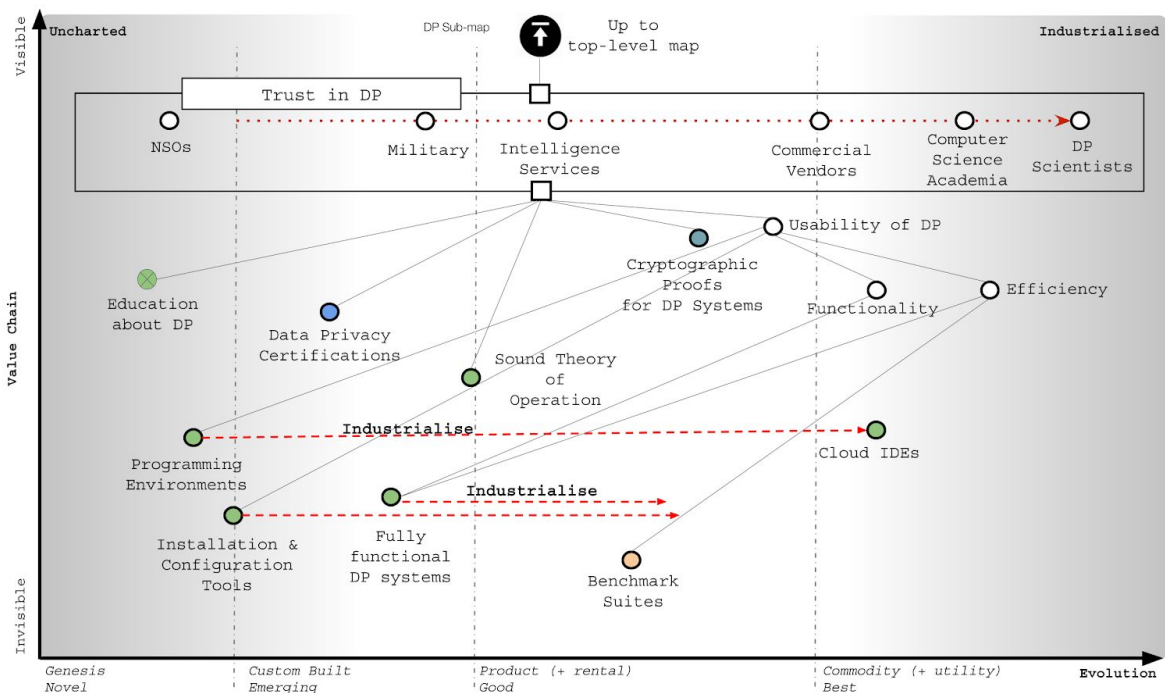 Visible
Uncharted
DP Sub-map
Up to
top-level map
Industrialised
Trust in DP
NSOs
Military
Intelligence
Services
Commercial
Vendors
Computer
Science
Academia
DP
Scientists
Usability of DP
Cryptographic
Proofs
for DP Systems
Education
about DP
Functionality
Efficiency
Data Privacy
Certifications
Value Chain
Sound Theory
of
Operation
Industrialise
Programming
Environments
Cloud IDEs
Industrialise
Installation &
Configuration
Tools
Fully
functional
DP systems
Benchmark
Suites
Invisible
Genesis
Novel
Custom Built
Emerging
Product (+ rental)
Good
Commodity (+ utility)
Best
Evolution